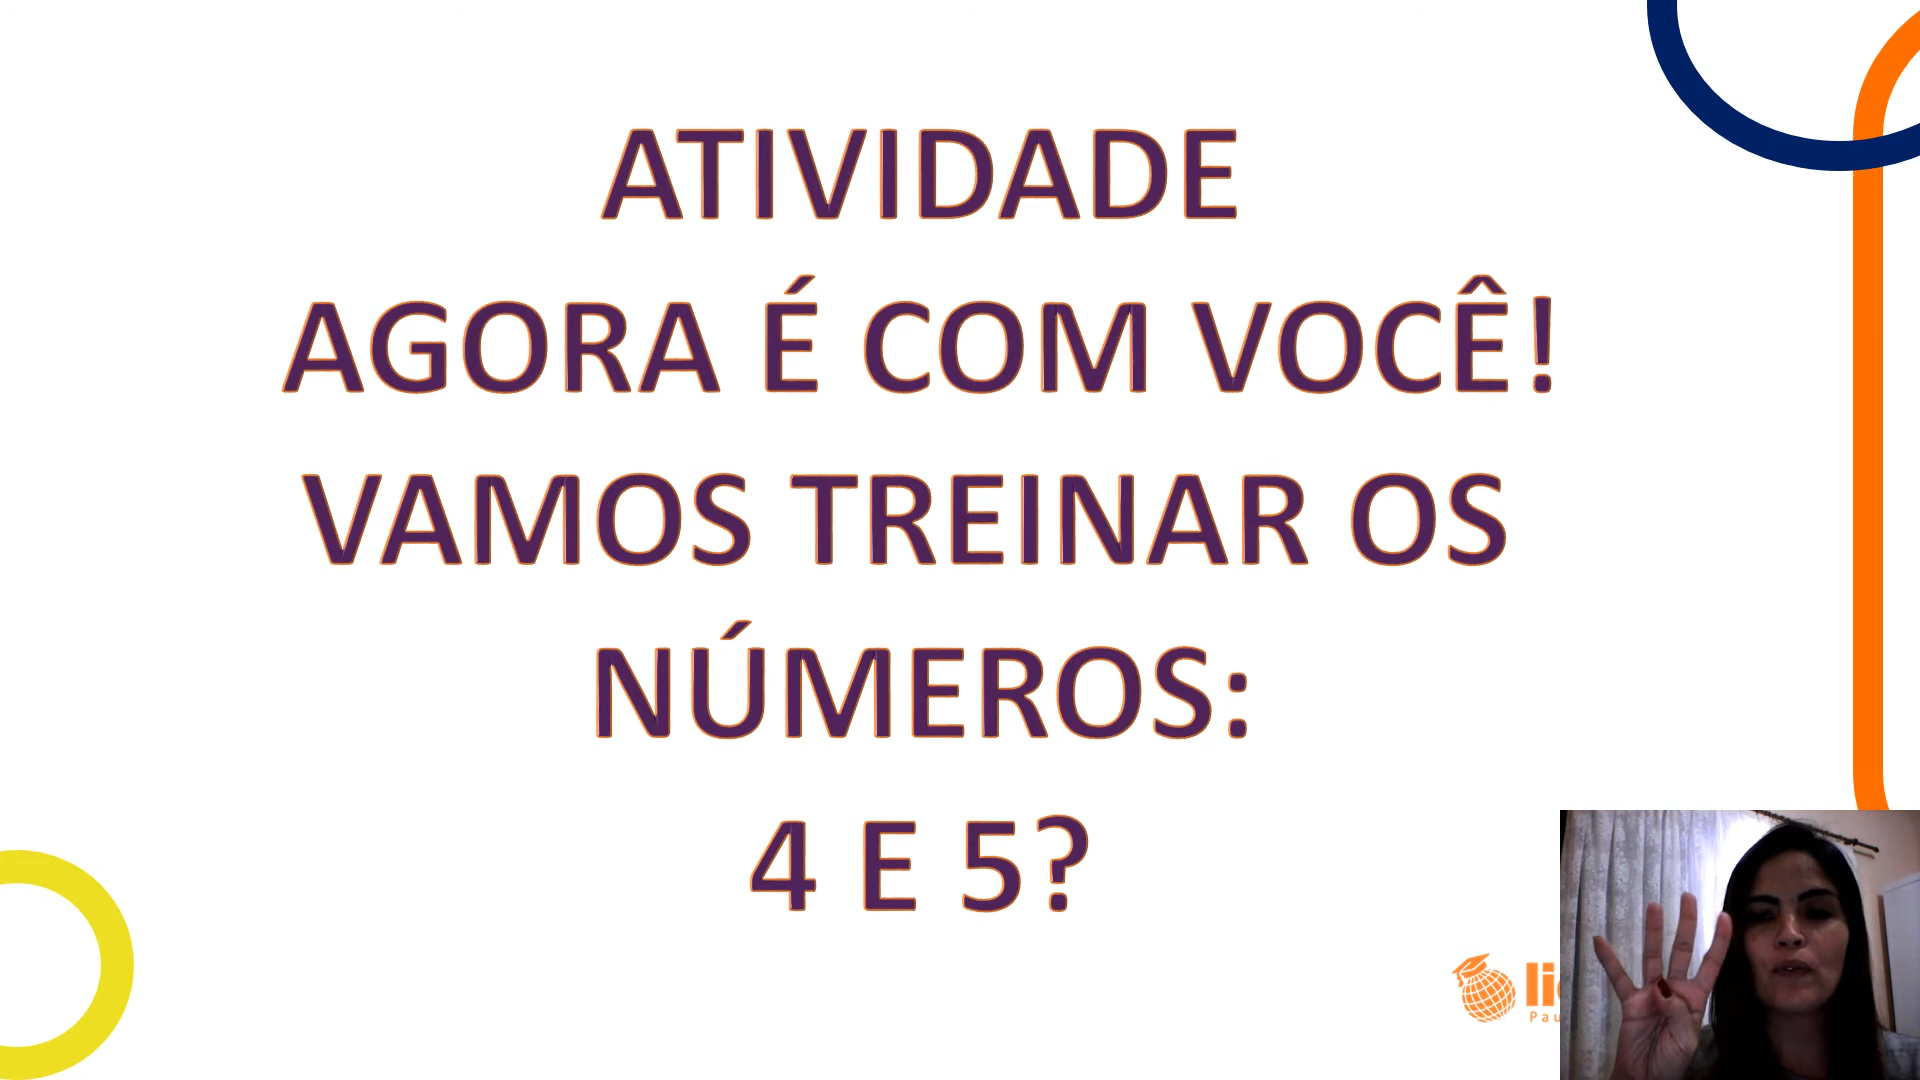 ATIVIDADE
AGORA É COM VOCÊ!
VAMOS TREINAR OS
NÚMEROS:
4 E 5?